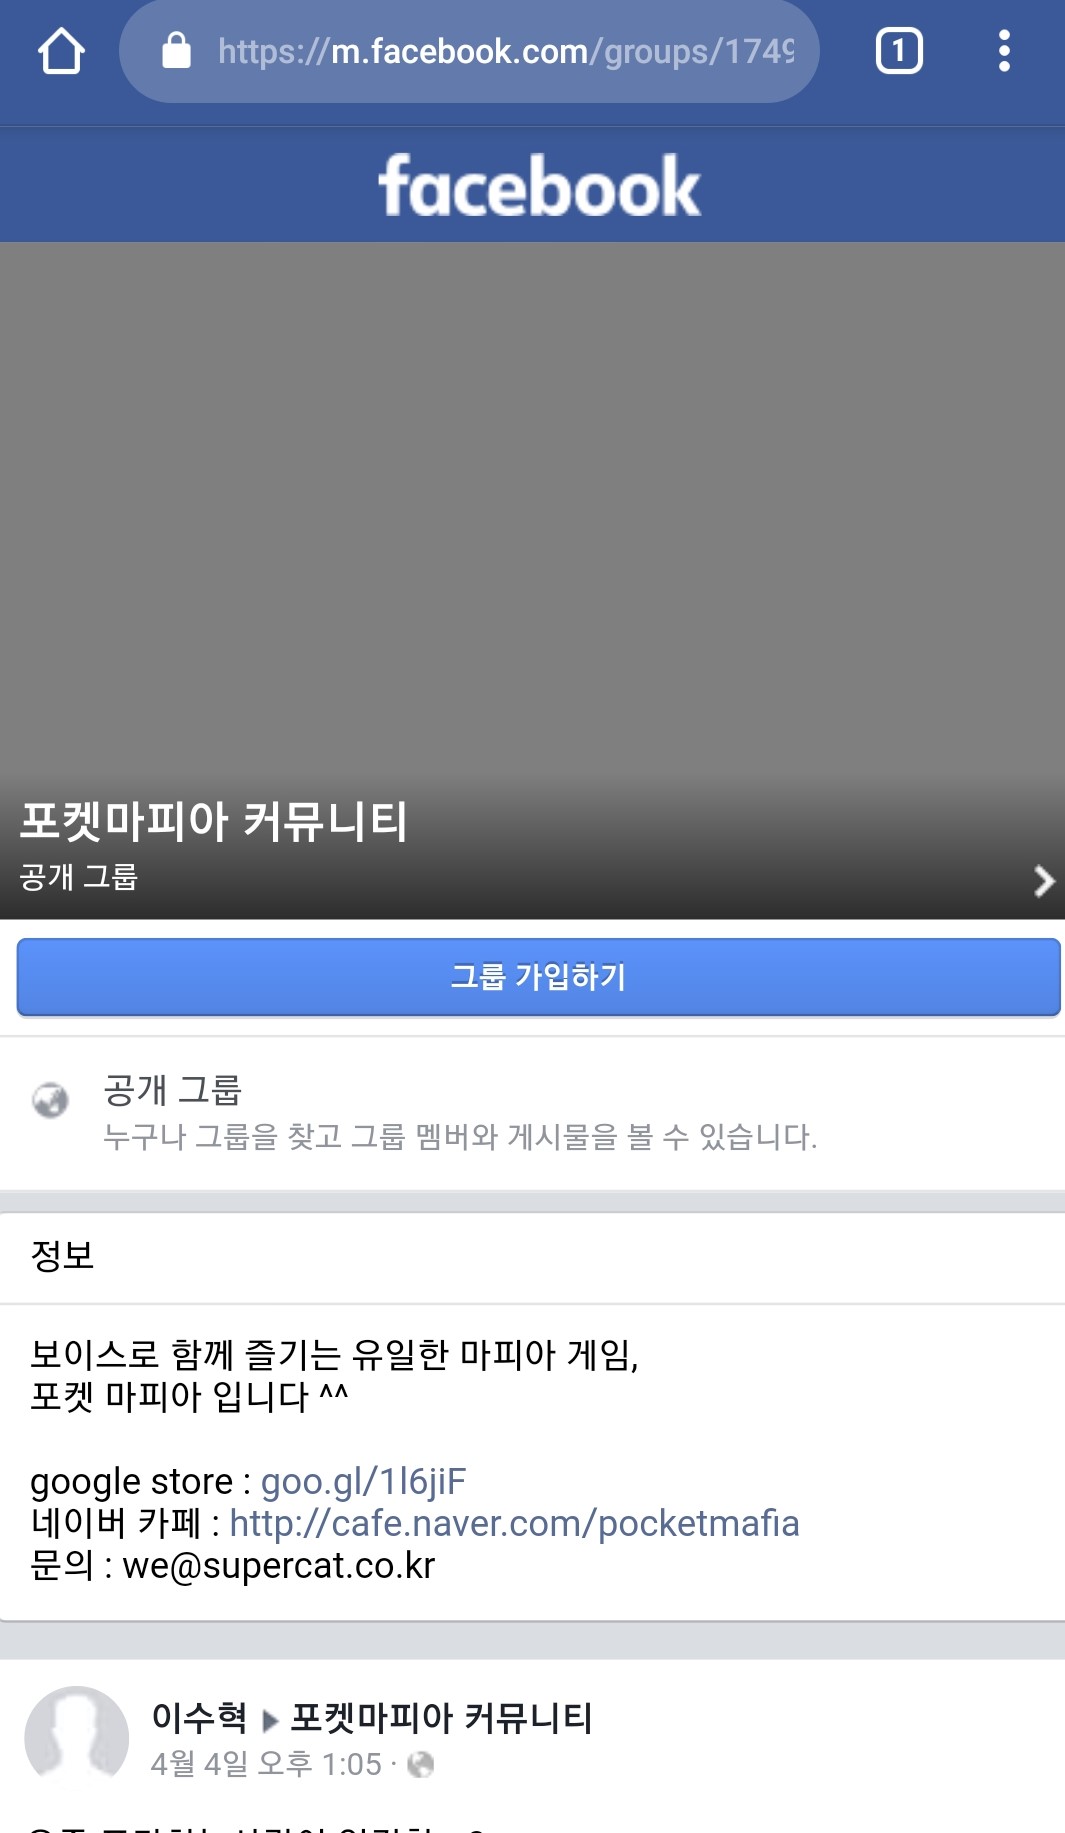 https://m.facebook.com/groups/1749
1
facebook
포켓마피아 커뮤니티
공개 그룹
그룹 가입하기
공개 그룹
누구나 그룹을 찾고 그룹 멤버와 게시물을 볼 수 있습니다.
정보
보이스로 함께 즐기는 유일한 마피아 게임,
포켓 마피아 입니다 ^^
google store : goo.gl/1l6jiF
네이버 카페 : http://cafe.naver.com/pocketmafia
문의 : we@supercat.co.kr
이수혁 ▶ 포켓마피아 커뮤니티
4월 4일 오후 1:05 ·